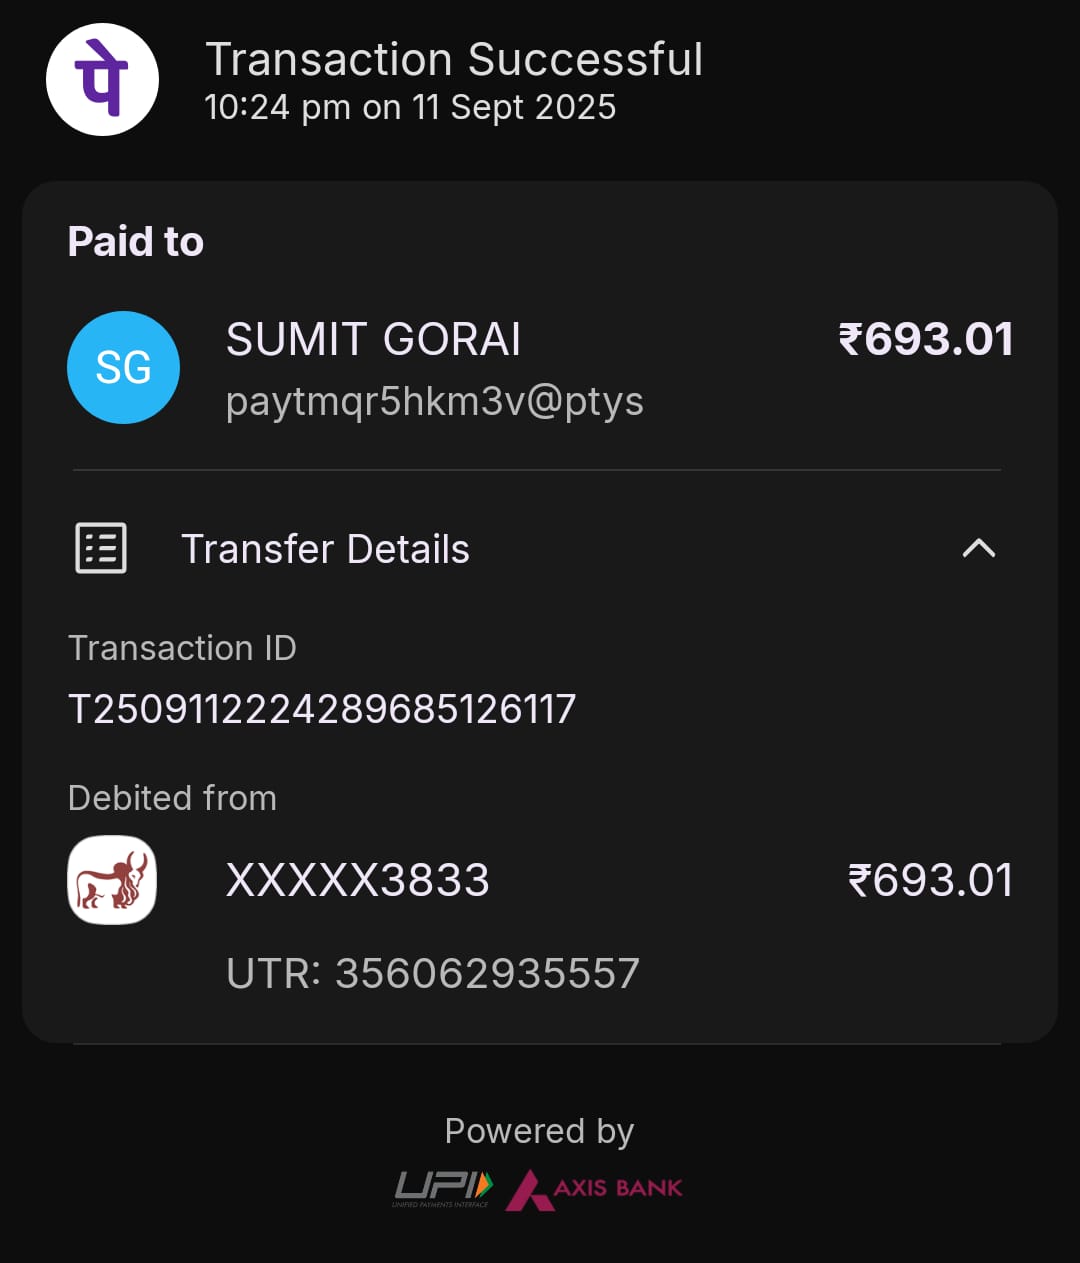 पे
Transaction Successful
10:24 pm on 11 Sept 2025
Paid to
SG
SUMIT GORAI
₹693.01
paytmqr5hkm3v@ptys
Transfer Details
Transaction ID
T2509112224289685126117
Debited from
XXXXX3833
₹693.01
UTR: 356062935557
Powered by
UPI
UNIFIED PAYMENTS INTERFACE
AXIS BANK